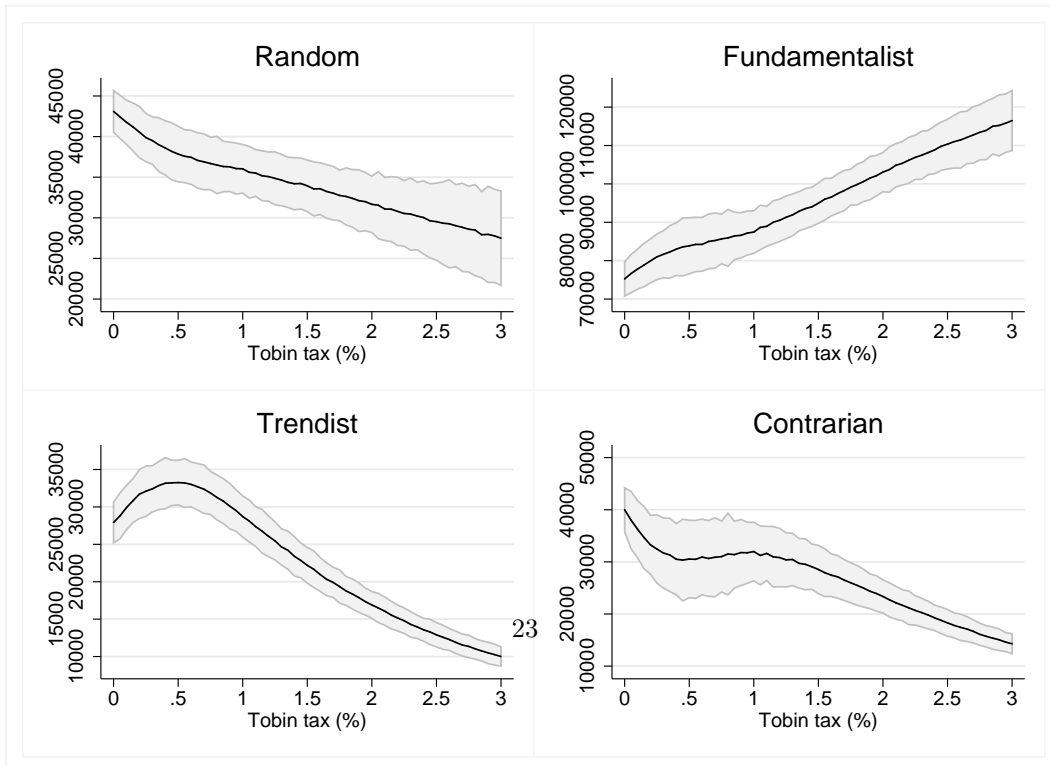 Random
45000
40000
35000
30000
25000
20000
0 .5 1 1.5 2 2.5 3
Tobin tax (%)
Fundamentalist
120000
110000
100000
90000
80000
70000
0 .5 1 1.5 2 2.5 3
Tobin tax (%)
Trendist
35000
30000
25000
20000
15000
10000
0 .5 1 1.5 2 2.5 3
Tobin tax (%)
23
Contrarian
50000
40000
30000
20000
10000
0 .5 1 1.5 2 2.5 3
Tobin tax (%)